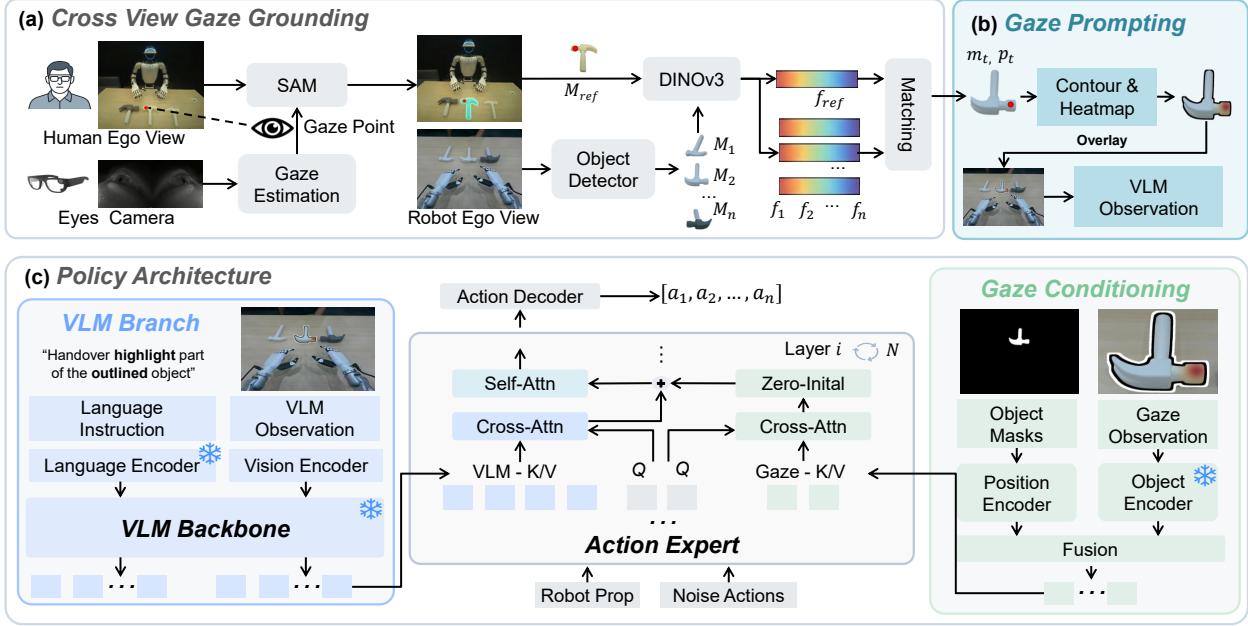 (a) Cross View Gaze Grounding
Human Ego View
Eyes Camera
SAM
Gaze Point
Gaze
Estimation
Robot Ego View
M_ref
Object
Detector
DINOv3
M_1
M_2
...
M_n
f_ref
...
f_1 f_2 ... f_n
Matching
(b) Gaze Prompting
m_t, p_t
Contour &
Heatmap
Overlay
VLM
Observation
(c) Policy Architecture
VLM Branch
“Handover highlight part
of the outlined object”
Language
Instruction
VLM
Observation
Language Encoder
Vision Encoder
VLM Backbone
...
...
Action Decoder
[a_1, a_2, ..., a_n]
Layer i
N
⋮
Self-Attn
+
Zero-Inital
Cross-Attn
Cross-Attn
VLM - K/V
Q Q
Gaze - K/V
...
Action Expert
Robot Prop
Noise Actions
Gaze Conditioning
Object
Masks
Gaze
Observation
Position
Encoder
Object
Encoder
Fusion
...